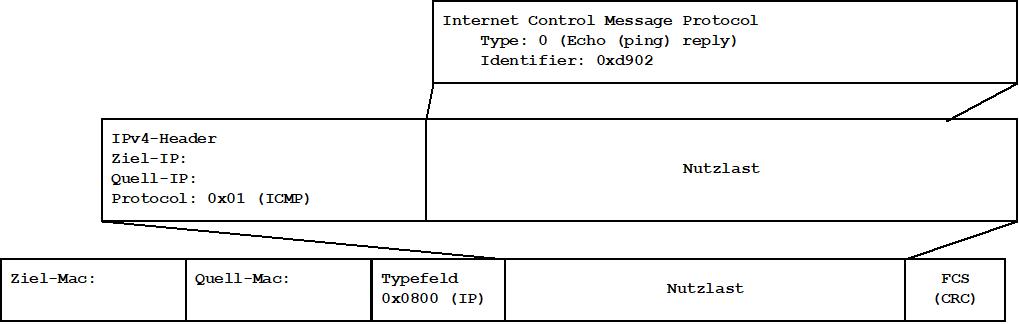 Internet Control Message Protocol
Type: 0 (Echo (ping) reply)
Identifier: 0xd902
IPv4-Header
Ziel-IP:
Quell-IP:
Protocol: 0x01 (ICMP)
Nutzlast
Ziel-Mac:
Quell-Mac:
Typefeld
0x0800 (IP)
Nutzlast
FCS
(CRC)